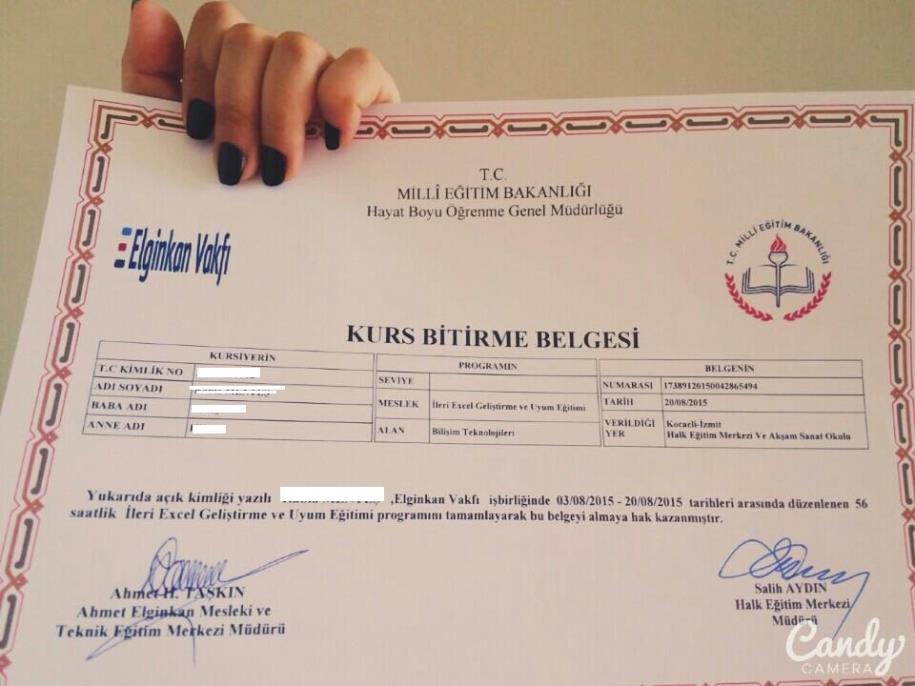 T.C.
MİLLÎ EĞİTİM BAKANLIĞI
Hayat Boyu Öğrenme Genel Müdürlüğü
Elginkan Vakfı
T.C. MİLLÎ EĞİTİM BAKANLIĞI
KURS BİTİRME BELGESİ
KURSİYERİN
T.C KİMLİK NO
ADI SOYADI
BABA ADI
ANNE ADI
PROGRAMIN
SEVİYE
MESLEK İleri Excel Geliştirme ve Uyum Eğitimi
ALAN Bilişim Teknolojileri
BELGENİN
NUMARASI 17389120150042865494
TARİH 20/08/2015
VERİLDİĞİ YER Kocaeli-İzmit
Halk Eğitim Merkezi Ve Akşam Sanat Okulu
Yukarıda açık kimliği yazılı ,Elginkan Vakfı işbirliğinde 03/08/2015 - 20/08/2015 tarihleri arasında düzenlenen 56
saatlik İleri Excel Geliştirme ve Uyum Eğitimi programını tamamlayarak bu belgeyi almaya hak kazanmıştır.
Ahmet H. TAŞKIN
Ahmet Elginkan Mesleki ve
Teknik Eğitim Merkezi Müdürü
Salih AYDIN
Halk Eğitim Merkezi
Müdürü
Candy
CAMERA